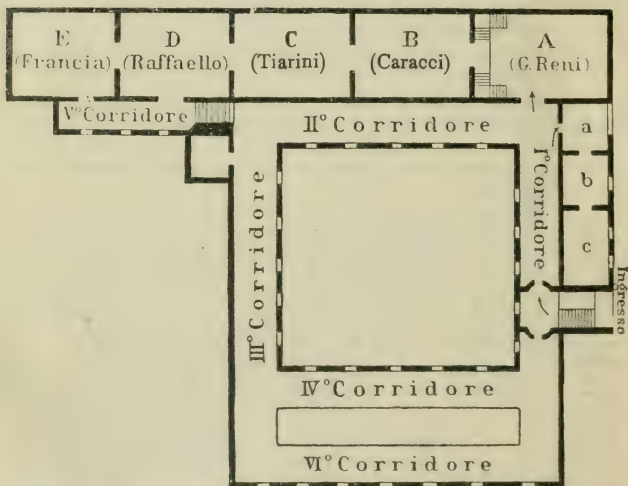 E D C B A
(Francia) (Raffaello) (Tiarini) (Caracci) (G. Reni)
V° Corridore
II° Corridore
a
I° Corridore
b
c
III° Corridore
Ingresso
IV° Corridore
VI° Corridore